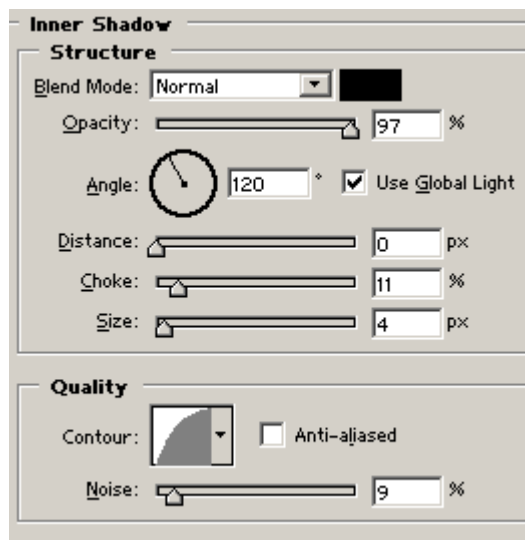 Inner Shadow
Structure
Blend Mode: Normal
Opacity: 97 %
Angle: 120 ° Use Global Light
Distance: 0 px
Choke: 11 %
Size: 4 px
Quality
Contour: Anti-aliased
Noise: 9 %